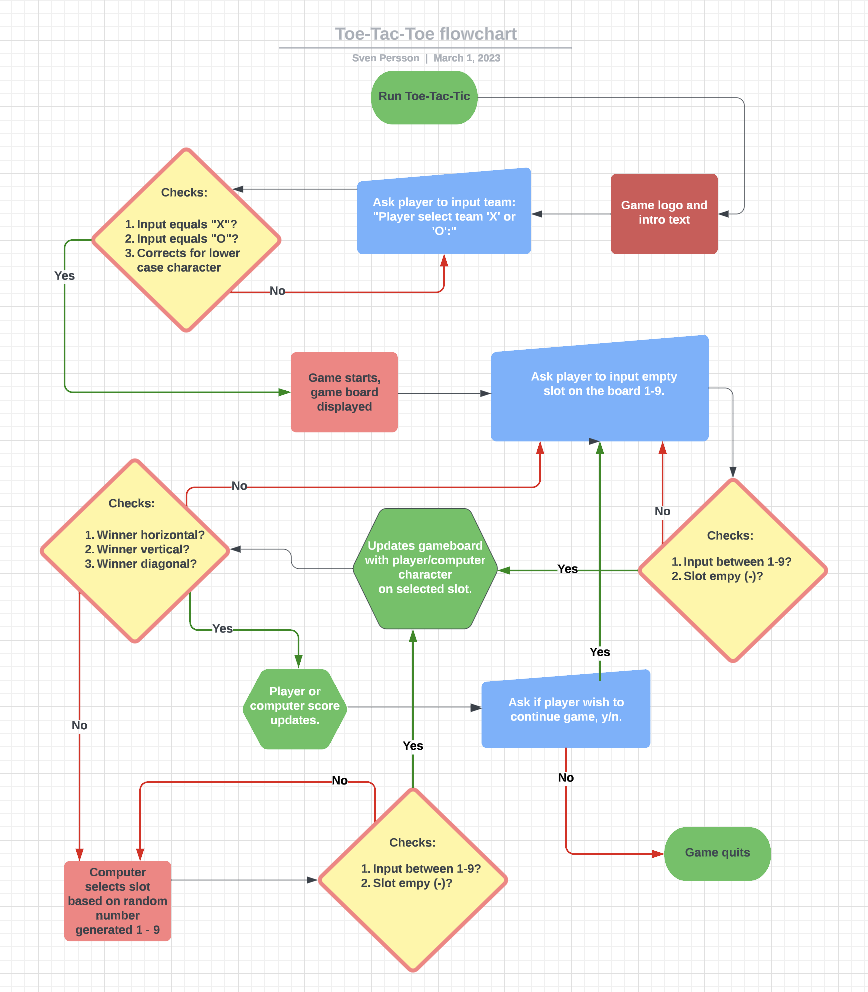 Toe-Tac-Toe flowchart
Sven Persson | March 1, 2023
Run Toe-Tac-Tic
Game logo and
intro text
Ask player to input team:
"Player select team 'X' or
'O':"
Checks:
1. Input equals "X"?
2. Input equals "O"?
3. Corrects for lower
case character
Yes
No
Game starts,
game board
displayed
Ask player to input empty
slot on the board 1-9.
Checks:
1. Input between 1-9?
2. Slot empy (-)?
No
Yes
Updates gameboard
with player/computer
character
on selected slot.
Checks:
1. Winner horizontal?
2. Winner vertical?
3. Winner diagonal?
No
Yes
No
Player or
computer score
updates.
Ask if player wish to
continue game, y/n.
Yes
No
Game quits
Computer
selects slot
based on random
number
generated 1 - 9
Checks:
1. Input between 1-9?
2. Slot empy (-)?
No
Yes